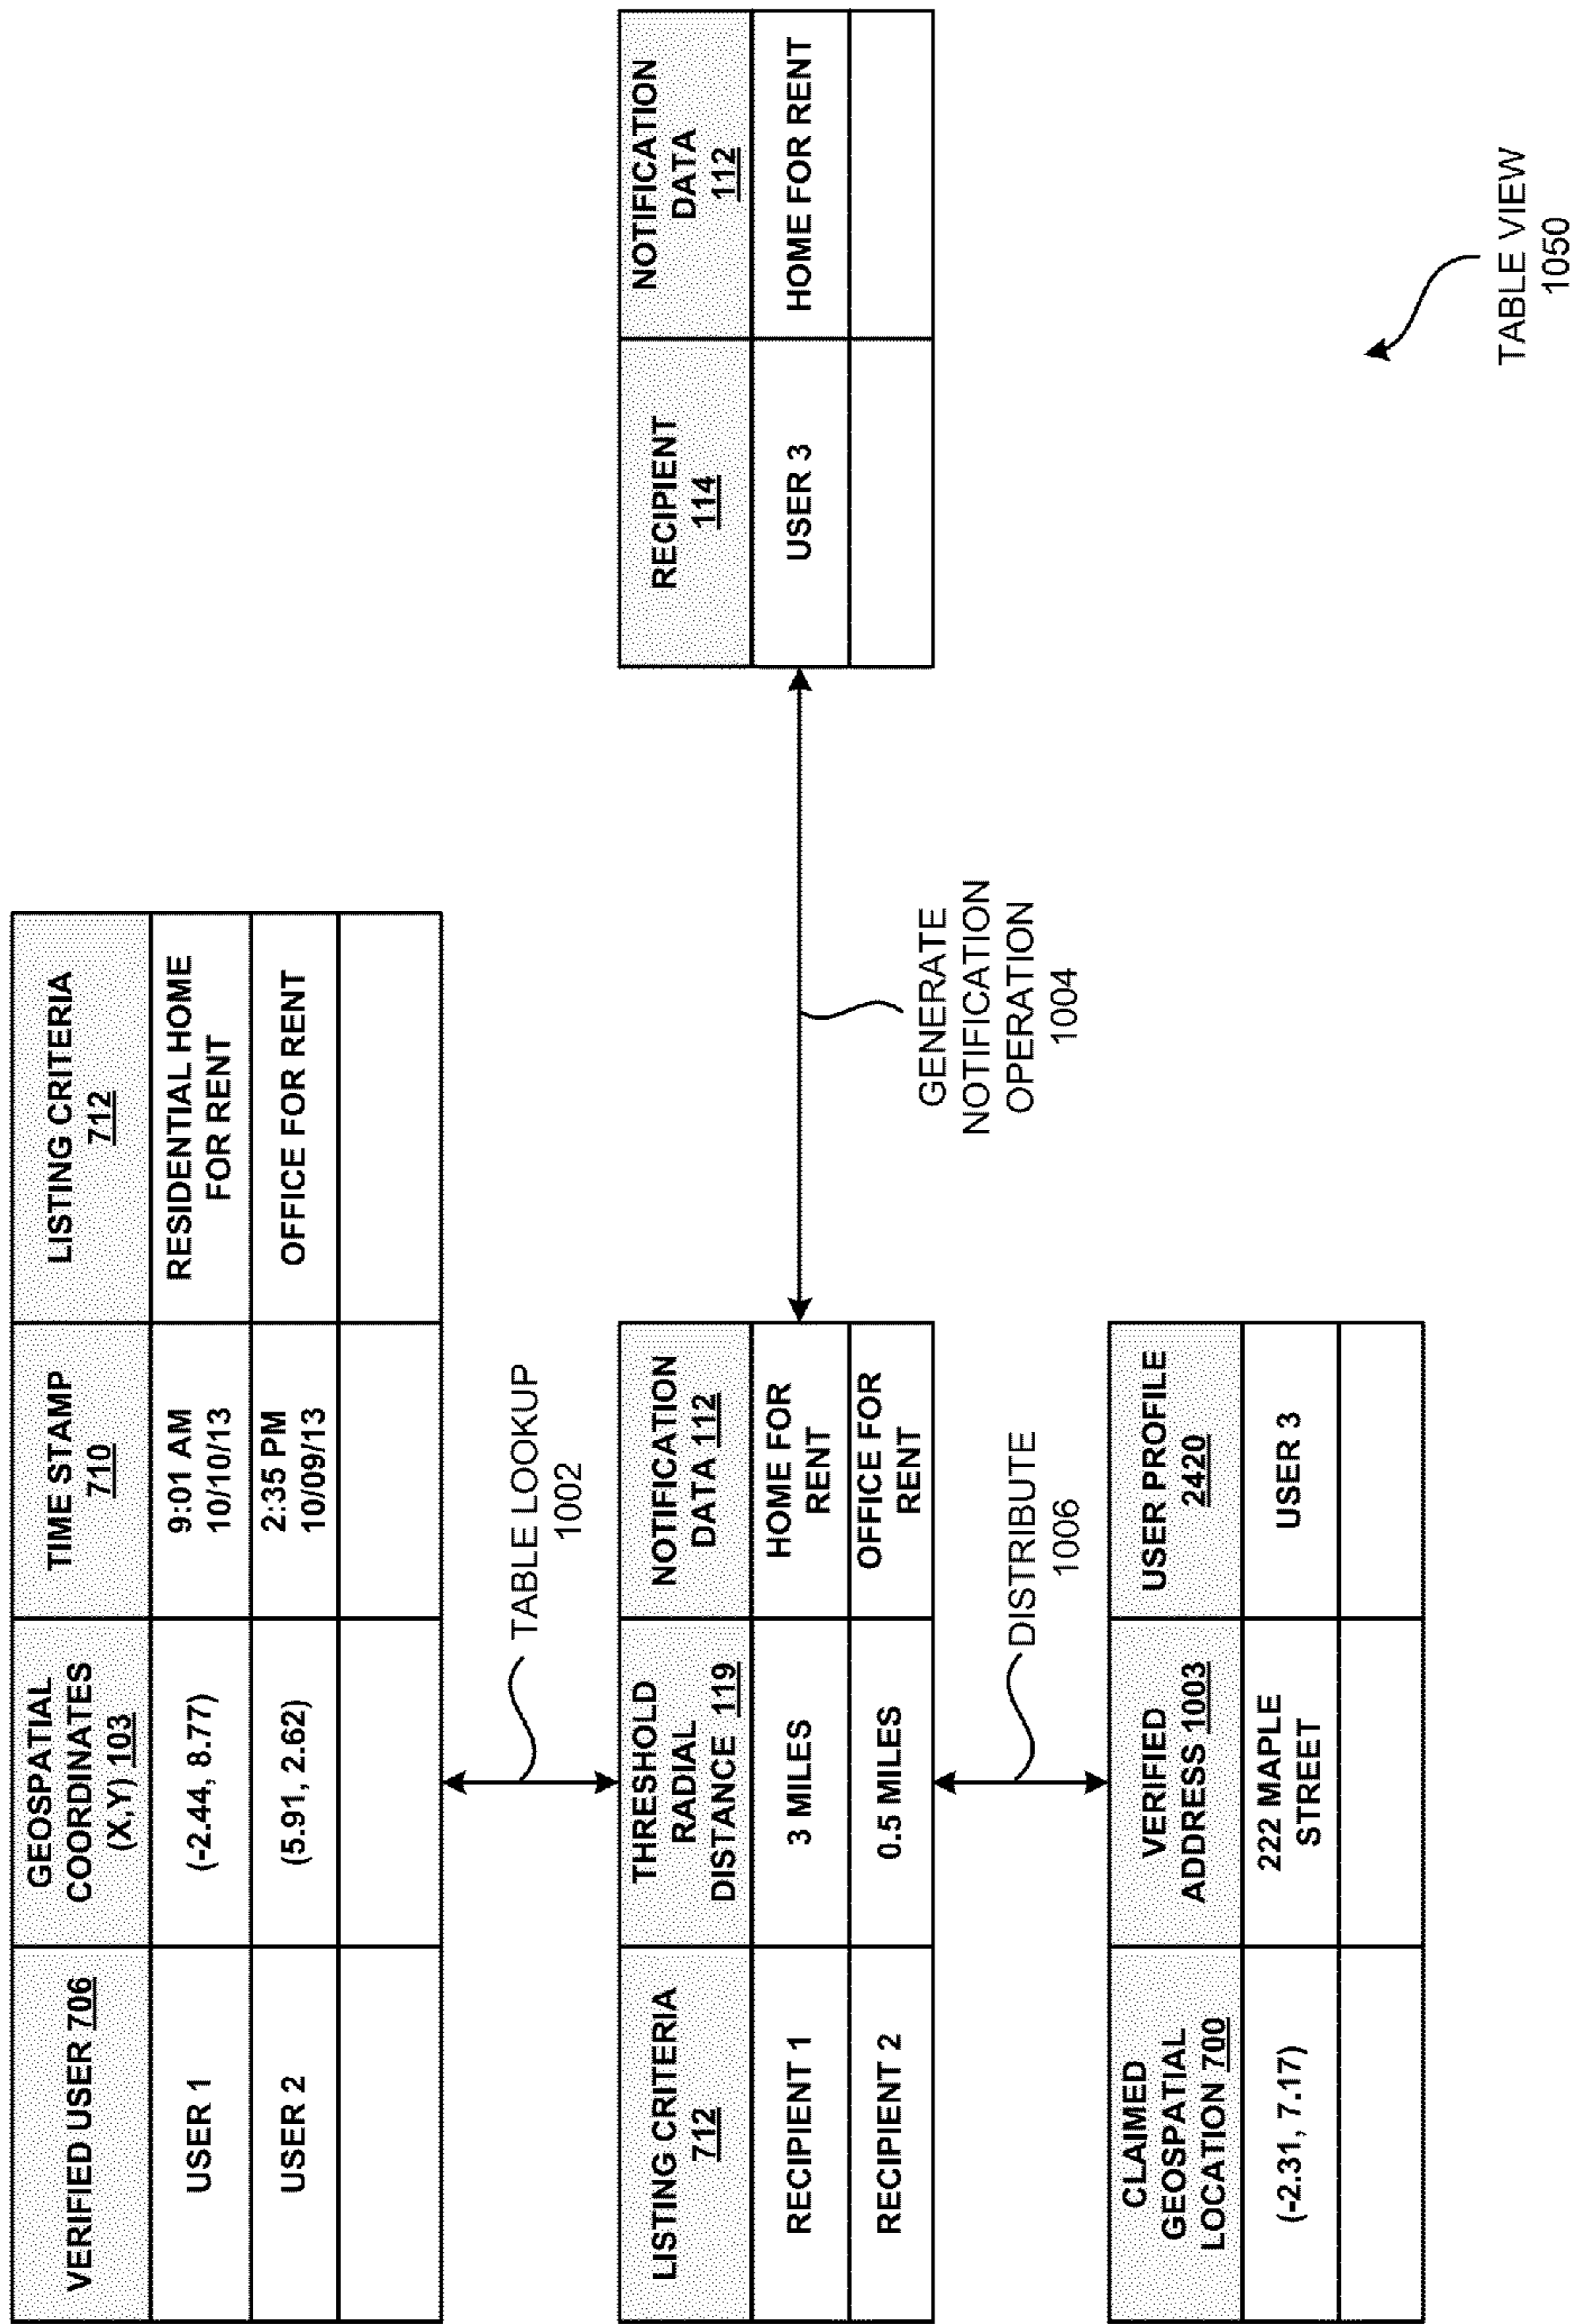 VERIFIED USER 706
GEOSPATIAL
COORDINATES
(X,Y) 103
TIME STAMP
710
LISTING CRITERIA
712
USER 1
(-2.44, 8.77)
9:01 AM
10/10/13
RESIDENTIAL HOME
FOR RENT
USER 2
(5.91, 2.62)
2:35 PM
10/09/13
OFFICE FOR RENT
TABLE LOOKUP
1002
LISTING CRITERIA
712
THRESHOLD
RADIAL
DISTANCE 119
NOTIFICATION
DATA 112
RECIPIENT 1
3 MILES
HOME FOR
RENT
RECIPIENT 2
0.5 MILES
OFFICE FOR
RENT
GENERATE
NOTIFICATION
OPERATION
1004
RECIPIENT
114
NOTIFICATION
DATA
112
USER 3
HOME FOR RENT
DISTRIBUTE
1006
CLAIMED
GEOSPATIAL
LOCATION 700
VERIFIED
ADDRESS 1003
USER PROFILE
2420
(-2.31, 7.17)
222 MAPLE
STREET
USER 3
TABLE VIEW
1050